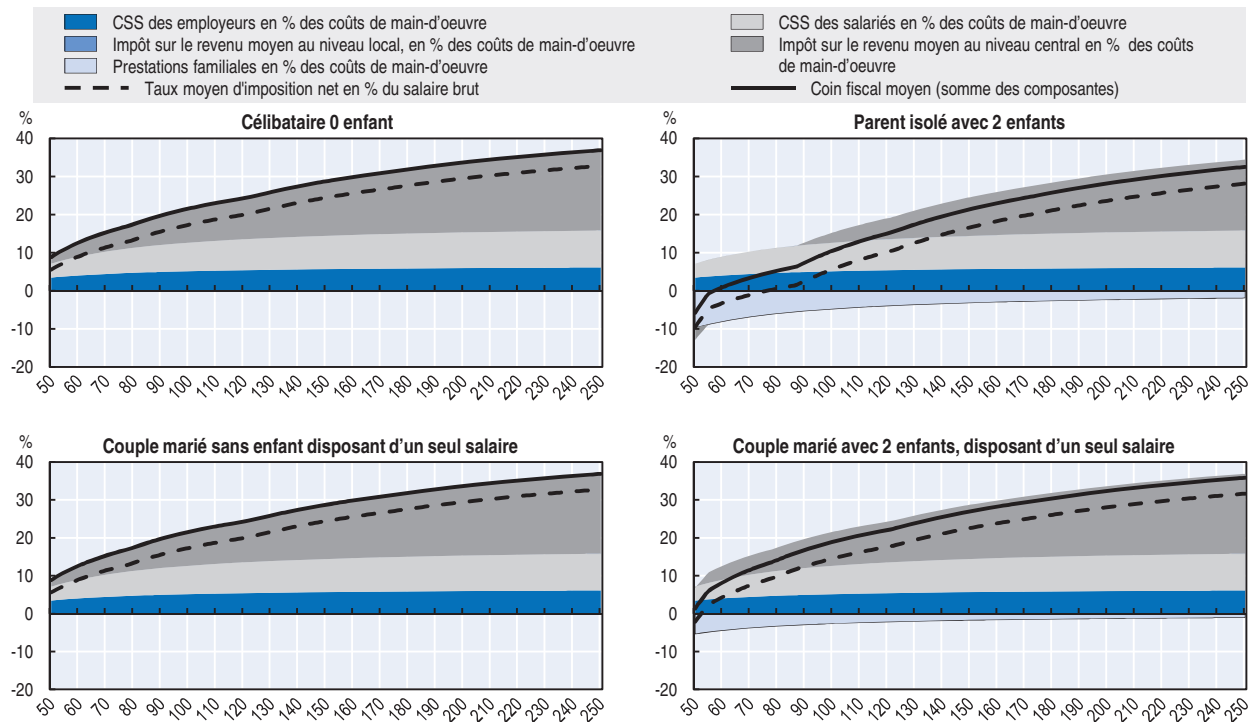 CSS des employeurs en % des coûts de main-d'oeuvre
CSS des salariés en % des coûts de main-d'oeuvre
Impôt sur le revenu moyen au niveau local, en % des coûts de main-d'oeuvre
Impôt sur le revenu moyen au niveau central en % des coûts
de main-d'oeuvre
Prestations familiales en % des coûts de main-d'oeuvre
Taux moyen d'imposition net en % du salaire brut
Coin fiscal moyen (somme des composantes)
%
Célibataire 0 enfant
40
30
20
10
0
-10
-20
50 60 70 80 90 100 110 120 130 140 150 160 170 180 190 200 210 220 230 240 250
%
Parent isolé avec 2 enfants
40
30
20
10
0
-10
-20
50 60 70 80 90 100 110 120 130 140 150 160 170 180 190 200 210 220 230 240 250
%
Couple marié sans enfant disposant d’un seul salaire
40
30
20
10
0
-10
-20
50 60 70 80 90 100 110 120 130 140 150 160 170 180 190 200 210 220 230 240 250
%
Couple marié avec 2 enfants, disposant d’un seul salaire
40
30
20
10
0
-10
-20
50 60 70 80 90 100 110 120 130 140 150 160 170 180 190 200 210 220 230 240 250